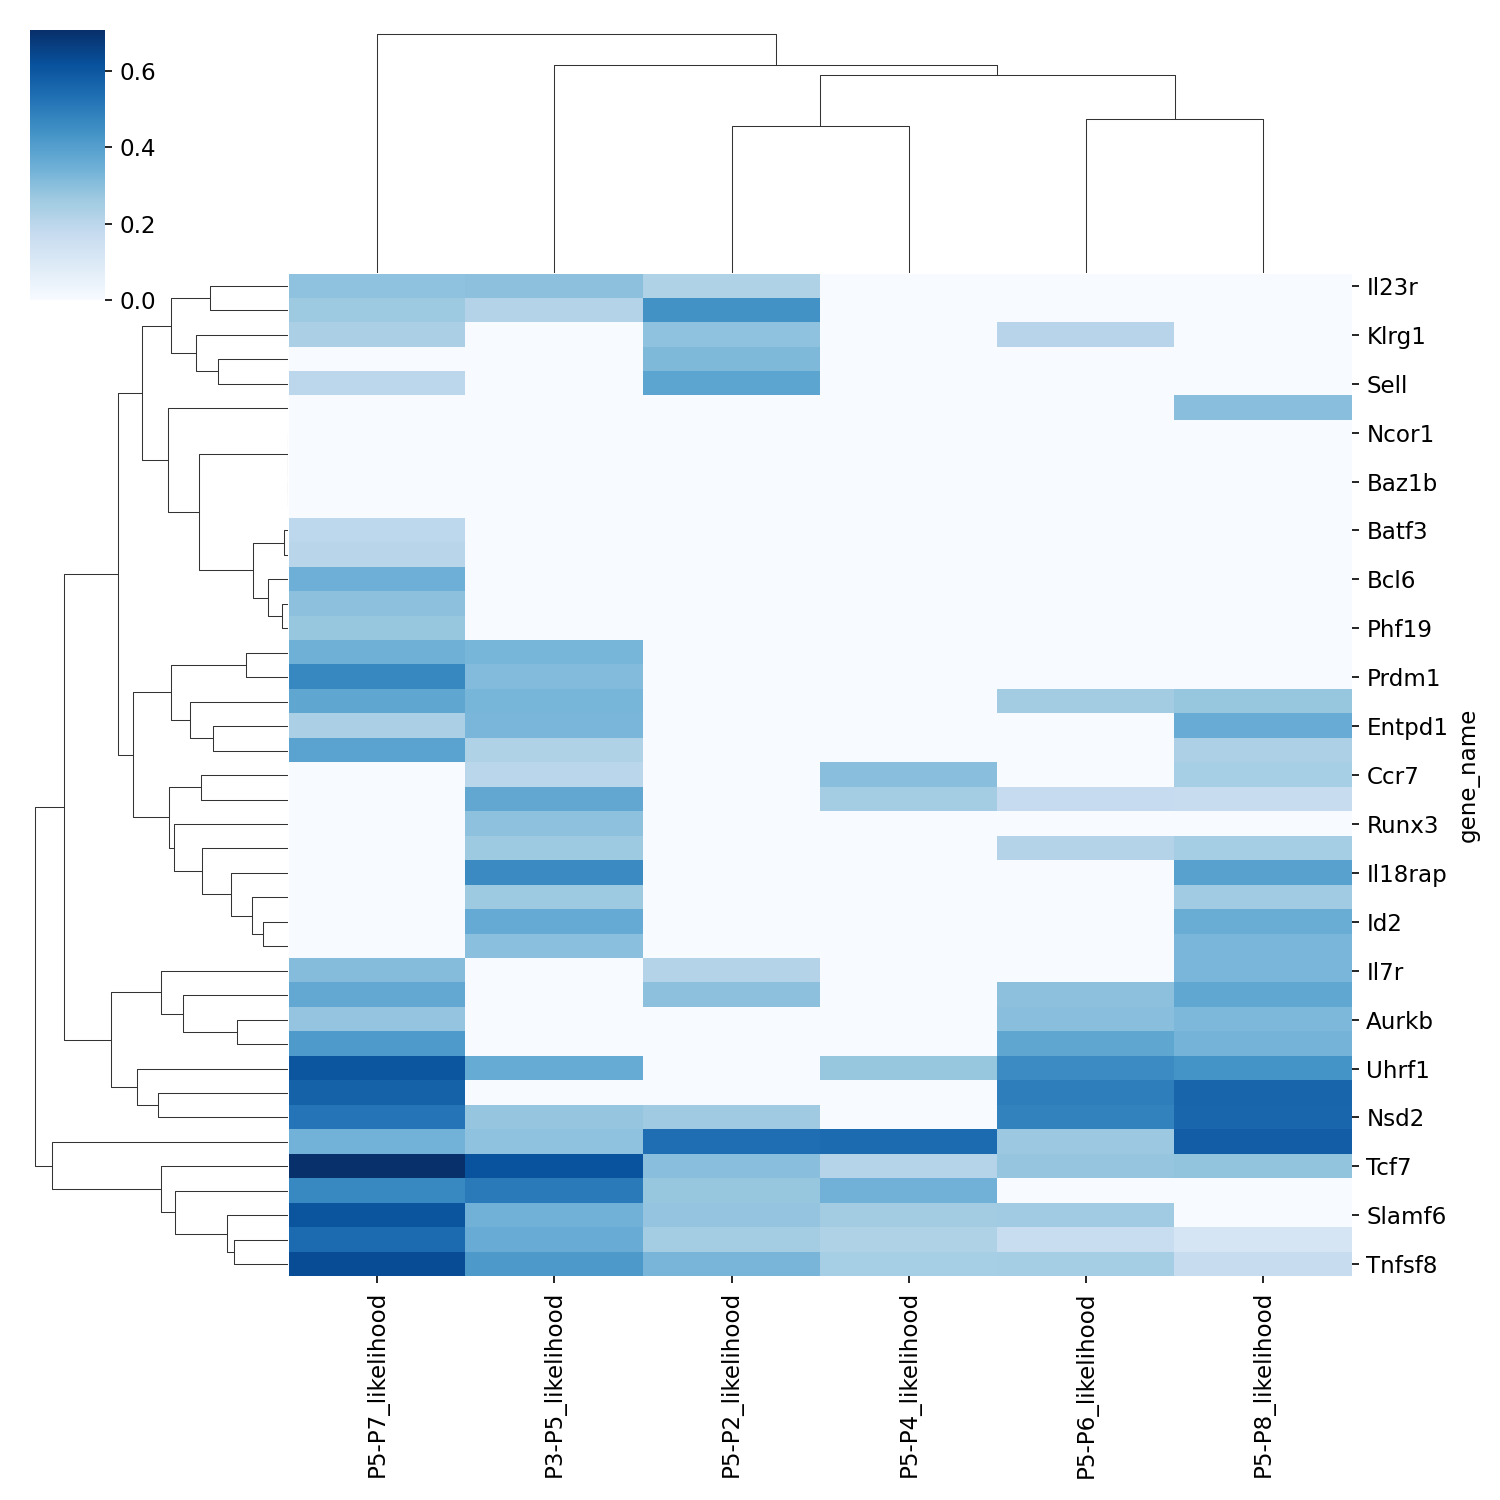 0.6
0.4
0.2
0.0
Il23r
Klrg1
Sell
Ncor1
Baz1b
Batf3
Bcl6
Phf19
Prdm1
Entpd1
Ccr7
Runx3
Il18rap
Id2
Il7r
Aurkb
Uhrf1
Nsd2
Tcf7
Slamf6
Tnfsf8
gene_name
P5-P7_likelihood
P3-P5_likelihood
P5-P2_likelihood
P5-P4_likelihood
P5-P6_likelihood
P5-P8_likelihood